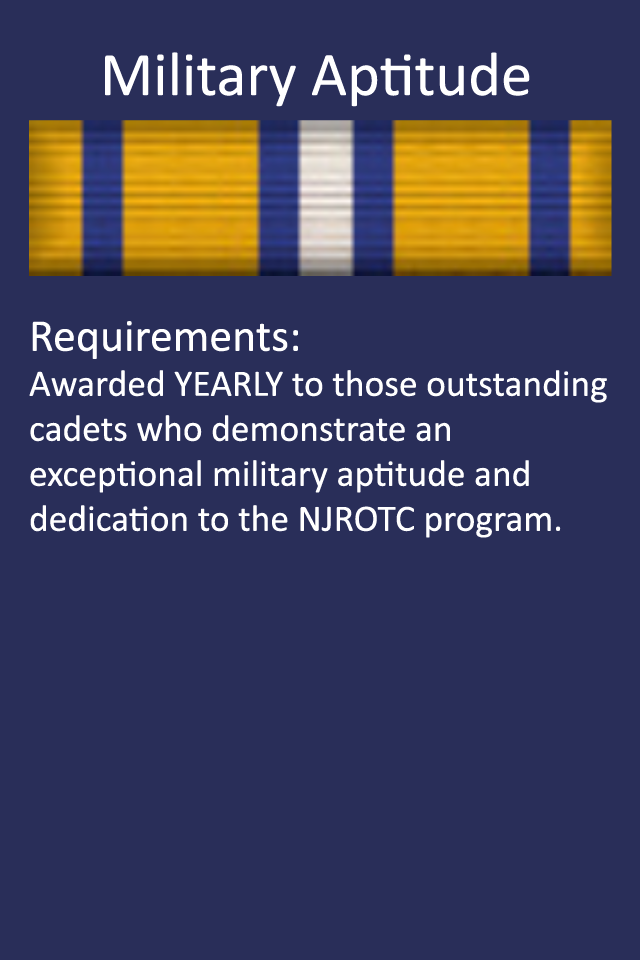 Military Aptitude
Requirements:
Awarded YEARLY to those outstanding
cadets who demonstrate an
exceptional military aptitude and
dedication to the NJROTC program.